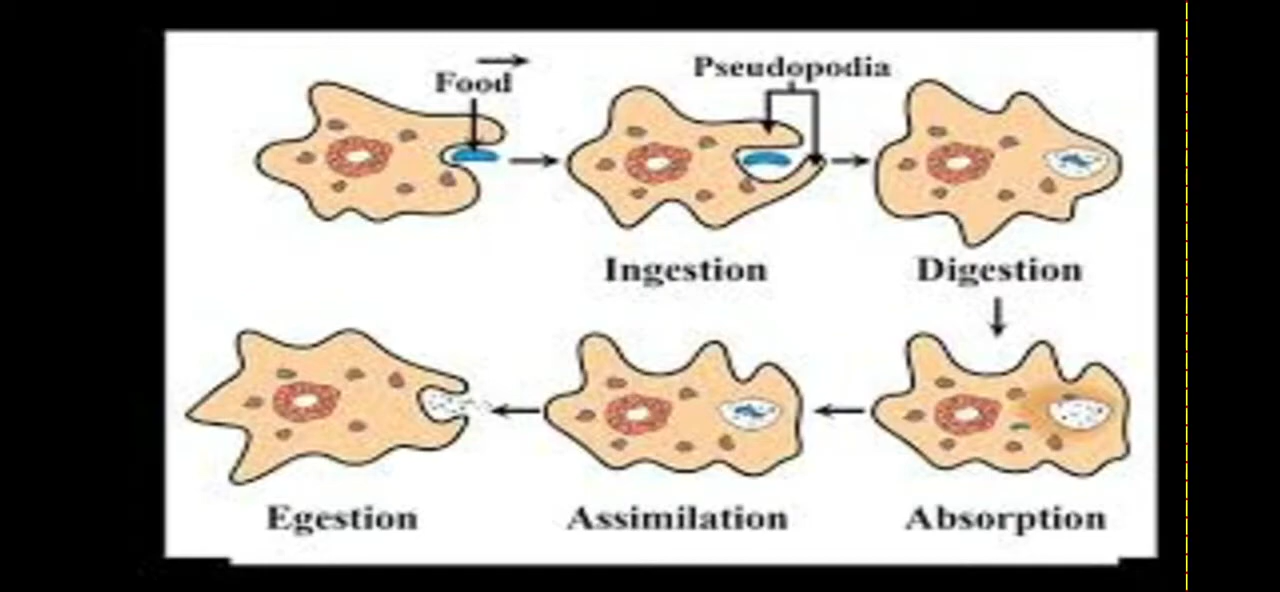 Food
Pseudopodia
Ingestion
Digestion
Egestion
Assimilation
Absorption